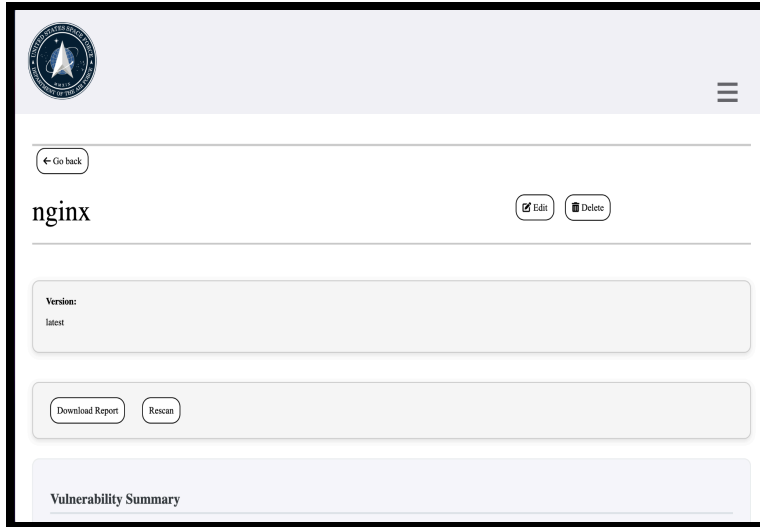 UNITED STATES SPACE FORCE
MMXIX
DEPARTMENT OF THE AIR FORCE
Go back
nginx
Edit
Delete
Version:
latest
Download Report
Rescan
Vulnerability Summary